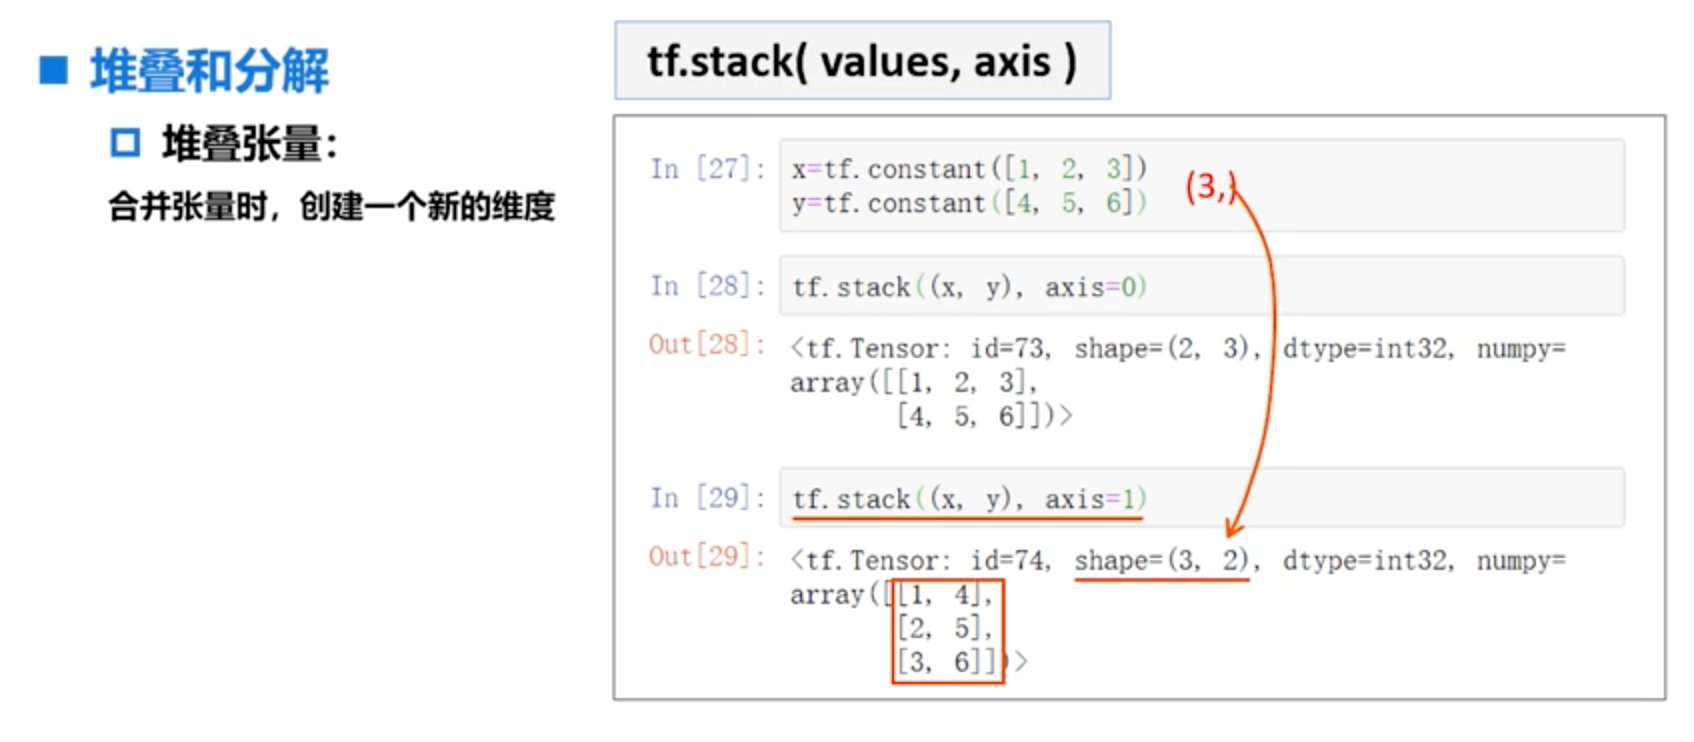 堆叠和分解
堆叠张量：
合并张量时，创建一个新的维度
tf.stack( values, axis )
In [27]: x=tf.constant([1, 2, 3])
y=tf.constant([4, 5, 6])
(3,)
In [28]: tf.stack((x, y), axis=0)
Out[28]: <tf.Tensor: id=73, shape=(2, 3), dtype=int32, numpy=
array([[1, 2, 3],
[4, 5, 6]])>
In [29]: tf.stack((x, y), axis=1)
Out[29]: <tf.Tensor: id=74, shape=(3, 2), dtype=int32, numpy=
array([[1, 4],
[2, 5],
[3, 6]])>